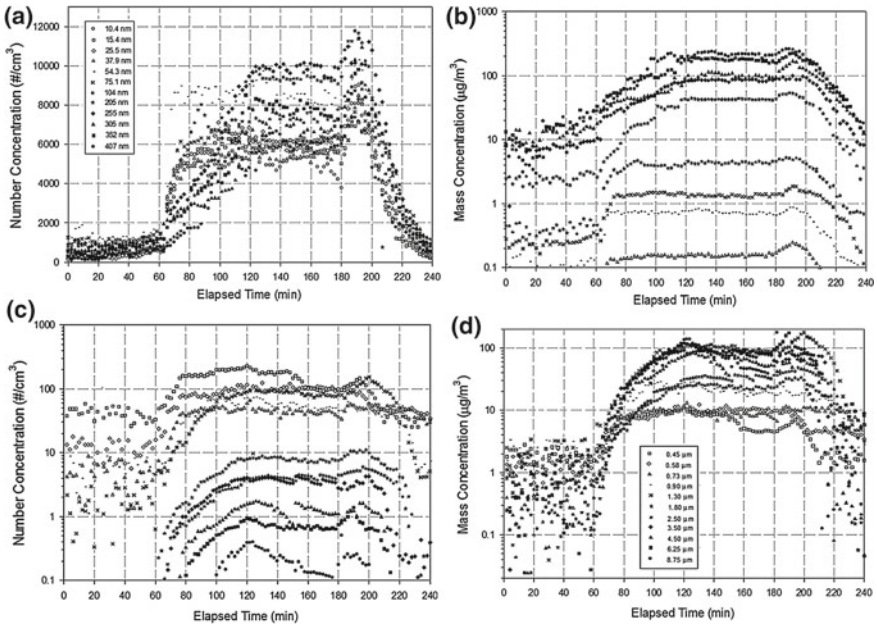 (a)
12000
10000
8000
6000
4000
2000
0
Number Concentration (#/cm³)
10.4 nm
15.4 nm
25.5 nm
37.9 nm
54.3 nm
75.1 nm
104 nm
205 nm
255 nm
305 nm
352 nm
407 nm
0 20 40 60 80 100 120 140 160 180 200 220 240
Elapsed Time (min)
(b)
1000
100
10
1
0.1
Mass Concentration (µg/m³)
0 20 40 60 80 100 120 140 160 180 200 220 240
Elapsed Time (min)
(c)
1000
100
10
1
0.1
Number Concentration (#/cm³)
0 20 40 60 80 100 120 140 160 180 200 220 240
Elapsed Time (min)
(d)
100
10
1
0.1
Mass Concentration (µg/m³)
0.45 µm
0.58 µm
0.73 µm
0.90 µm
1.30 µm
1.80 µm
2.50 µm
3.50 µm
4.50 µm
6.25 µm
8.75 µm
0 20 40 60 80 100 120 140 160 180 200 220 240
Elapsed Time (min)